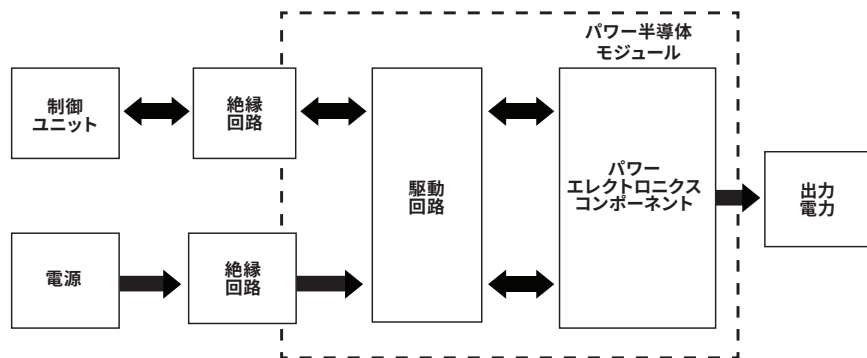 パワー半導体
モジュール
制御
ユニット
絶縁
回路
駆動
回路
パワー
エレクトロニクス
コンポーネント
出力
電力
電源
絶縁
回路